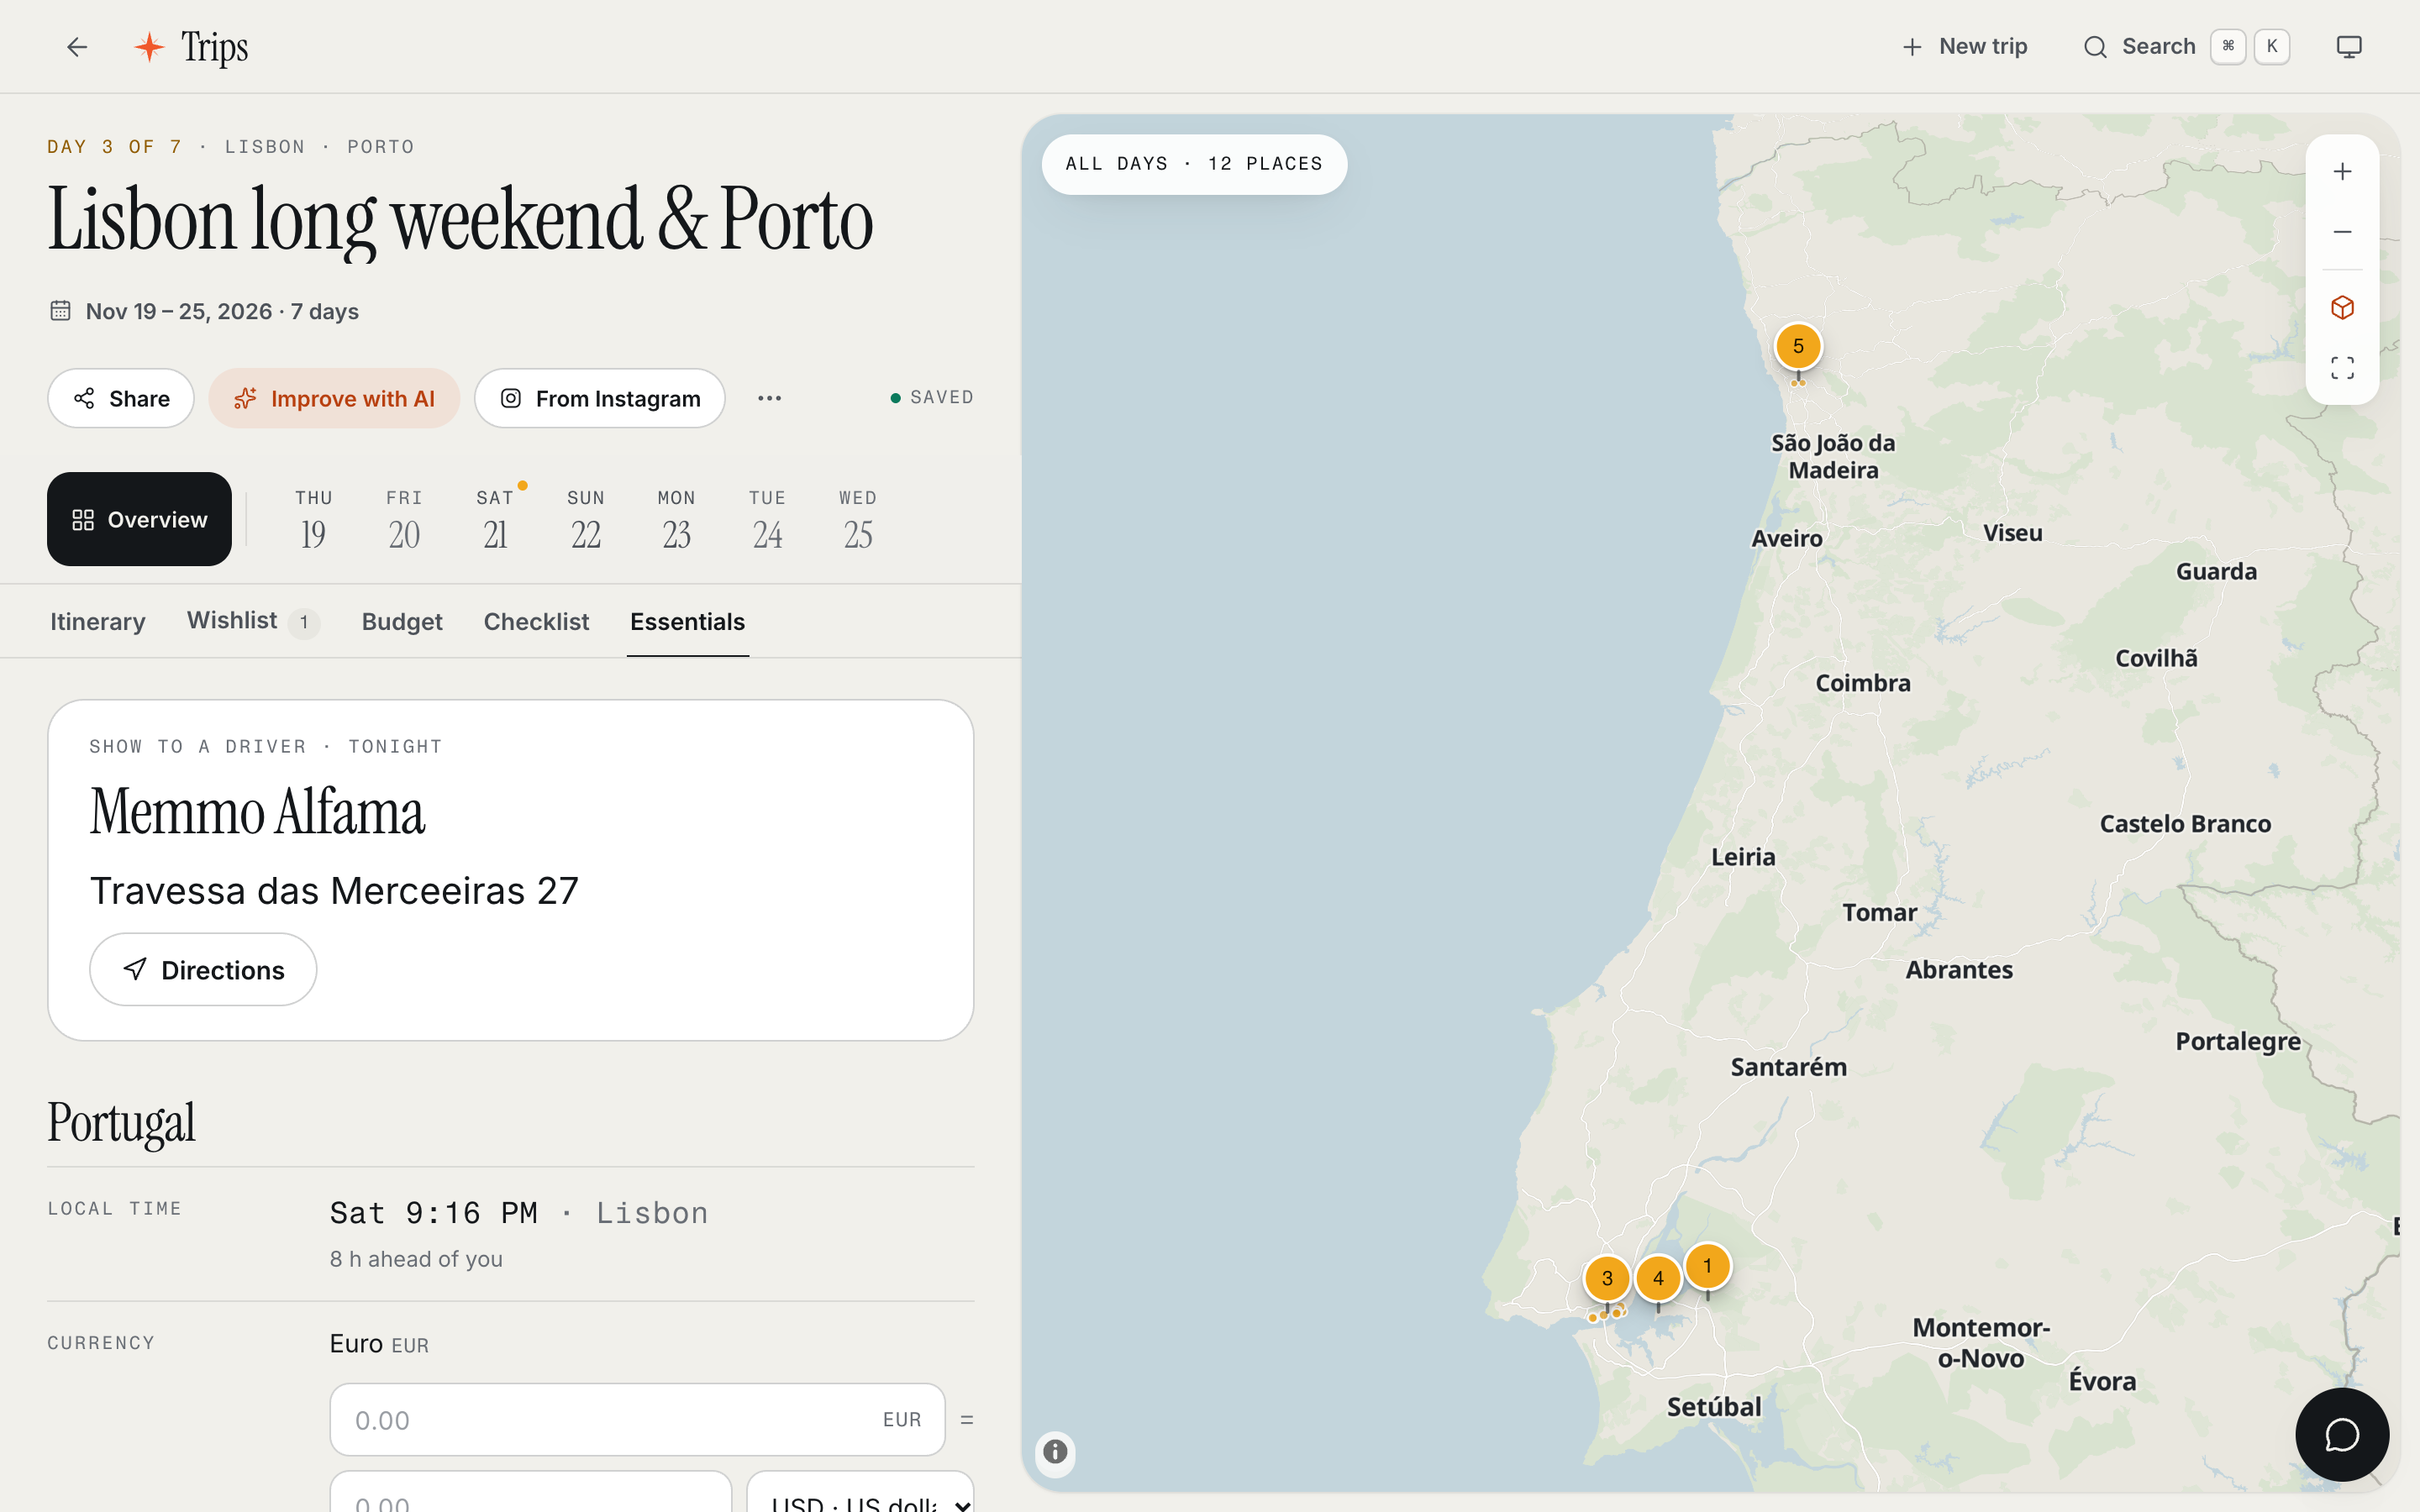 Trips
New trip
Search
⌘ K
DAY 3 OF 7 · LISBON · PORTO
Lisbon long weekend & Porto
Nov 19 – 25, 2026 · 7 days
Share
Improve with AI
From Instagram
SAVED
Overview
THU 19
FRI 20
SAT 21
SUN 22
MON 23
TUE 24
WED 25
Itinerary
Wishlist 1
Budget
Checklist
Essentials
SHOW TO A DRIVER · TONIGHT
Memmo Alfama
Travessa das Merceeiras 27
Directions
Portugal
LOCAL TIME
Sat 9:16 PM · Lisbon
8 h ahead of you
CURRENCY
Euro EUR
0.00 EUR =
0.00
ALL DAYS · 12 PLACES
5
São João da
Madeira
Aveiro
Viseu
Guarda
Covilhã
Coimbra
Castelo Branco
Leiria
Tomar
Abrantes
Portalegre
Santarém
3
4
1
Montemor-
o-Novo
Évora
Setúbal
USD · US